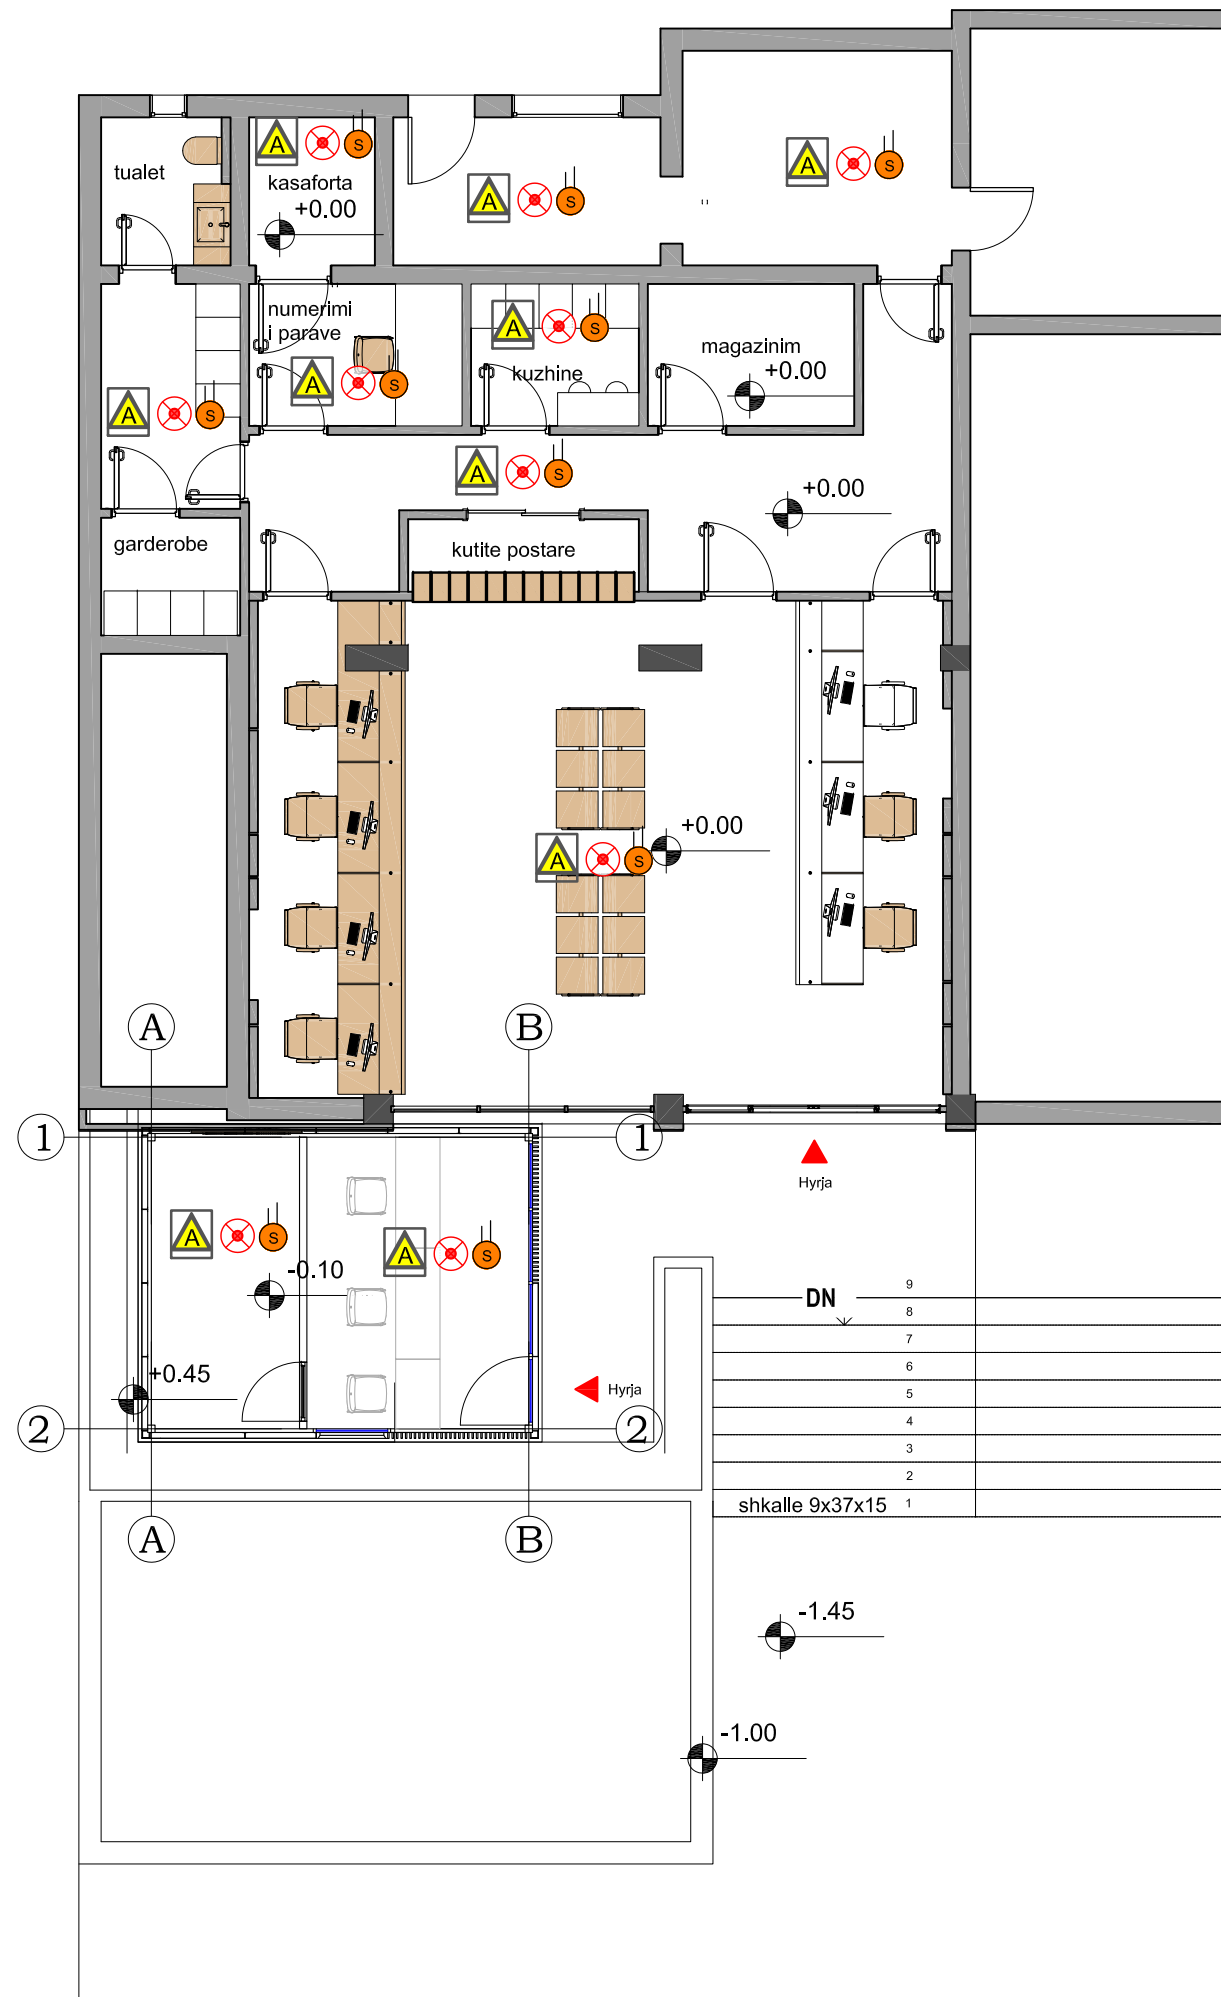 A S
A S
tualet
kasaforta
+0.00
A S
numerimi
i parave
A S
kuzhine
magazinim
+0.00
A S
A S
A S
+0.00
garderobe
kutite postare
+0.00
A S
A
B
1
1
Hyrja
A S
A S
-0.10
DN
9
8
7
6
5
4
3
2
1
+0.45
Hyrja
2
2
shkalle 9x37x15
A
B
-1.45
-1.00